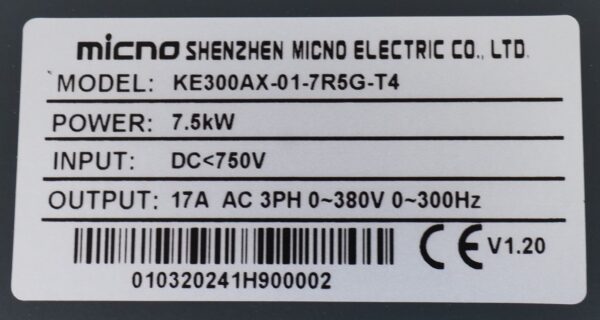 micno SHENZHEN MICNO ELECTRIC CO., LTD.
MODEL: KE300AX-01-7R5G-T4
POWER: 7.5kW
INPUT: DC<750V
OUTPUT: 17A AC 3PH 0~380V 0~300Hz
CE V1.20
010320241H900002